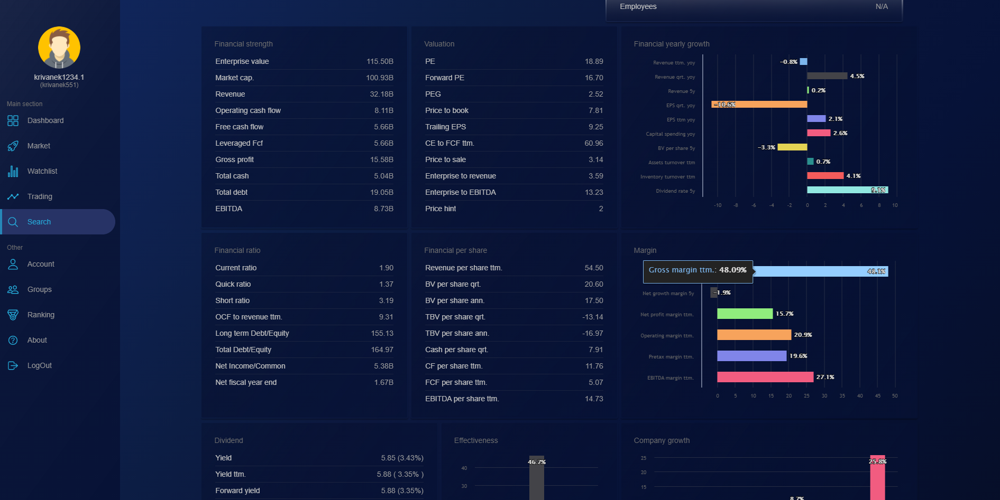 Employees N/A
krivanek1234.1
(krivanek551)
Main section
Dashboard
Market
Watchlist
Trading
Search
Other
Account
Groups
Ranking
About
LogOut
Financial strength
Enterprise value 115.50B
Market cap. 100.93B
Revenue 32.18B
Operating cash flow 8.11B
Free cash flow 5.66B
Leveraged Fcf 5.66B
Gross profit 15.58B
Total cash 5.04B
Total debt 19.05B
EBITDA 8.73B
Valuation
PE 18.89
Forward PE 16.70
PEG 2.52
Price to book 7.81
Trailing EPS 9.25
CE to FCF ttm. 60.96
Price to sale 3.14
Enterprise to revenue 3.59
Enterprise to EBITDA 13.23
Price hint 2
Financial yearly growth
Revenue ttm. yoy -0.8%
Revenue qrt. yoy 4.5%
Revenue 5y 0.2%
EPS qrt. yoy -10.6%
EPS ttm yoy 2.1%
Capital spending yoy 2.6%
BV per share 5y -3.3%
Assets turnover ttm 0.7%
Inventory turnover ttm 4.1%
Dividend rate 5y 9.1%
-10 -8 -6 -4 -2 0 2 4 6 8 10
Financial ratio
Current ratio 1.90
Quick ratio 1.37
Short ratio 3.19
OCF to revenue ttm. 9.31
Long term Debt/Equity 155.13
Total Debt/Equity 164.97
Net Income/Common 5.38B
Net fiscal year end 1.67B
Financial per share
Revenue per share ttm. 54.50
BV per share qrt. 20.60
BV per share ann. 17.50
TBV per share qrt. -13.14
TBV per share ann. -16.97
Cash per share qrt. 7.91
CF per share ttm. 11.76
FCF per share ttm. 5.07
EBITDA per share ttm. 14.73
Margin
Gross margin ttm.: 48.09% 48.1%
Net growth margin 5y -1.9%
Net profit margin ttm. 15.7%
Operating margin ttm. 20.9%
Pretax margin ttm. 19.6%
EBITDA margin ttm. 27.1%
0 5 10 15 20 25 30 35 40 45 50
Dividend
Yield 5.85 (3.43%)
Yield ttm. 5.88 ( 3.35% )
Forward yield 5.88 (3.35%)
Effectiveness
46.7%
40
30
Company growth
25
25.8%
20
15
8.7%